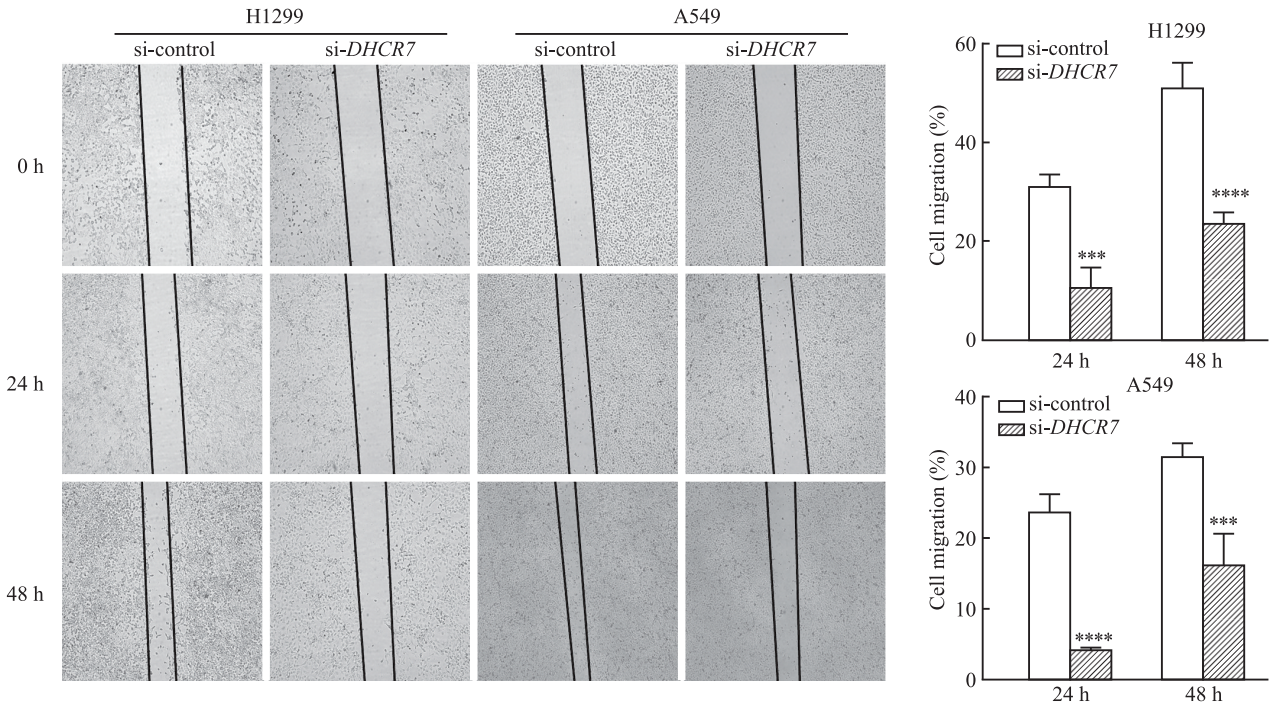 H1299
A549
si-control
si-DHCR7
si-control
si-DHCR7
0 h
24 h
48 h
H1299
si-control
si-DHCR7
Cell migration (%)
60
40
20
0
***
****
24 h
48 h
A549
si-control
si-DHCR7
Cell migration (%)
40
30
20
10
0
****
***
24 h
48 h